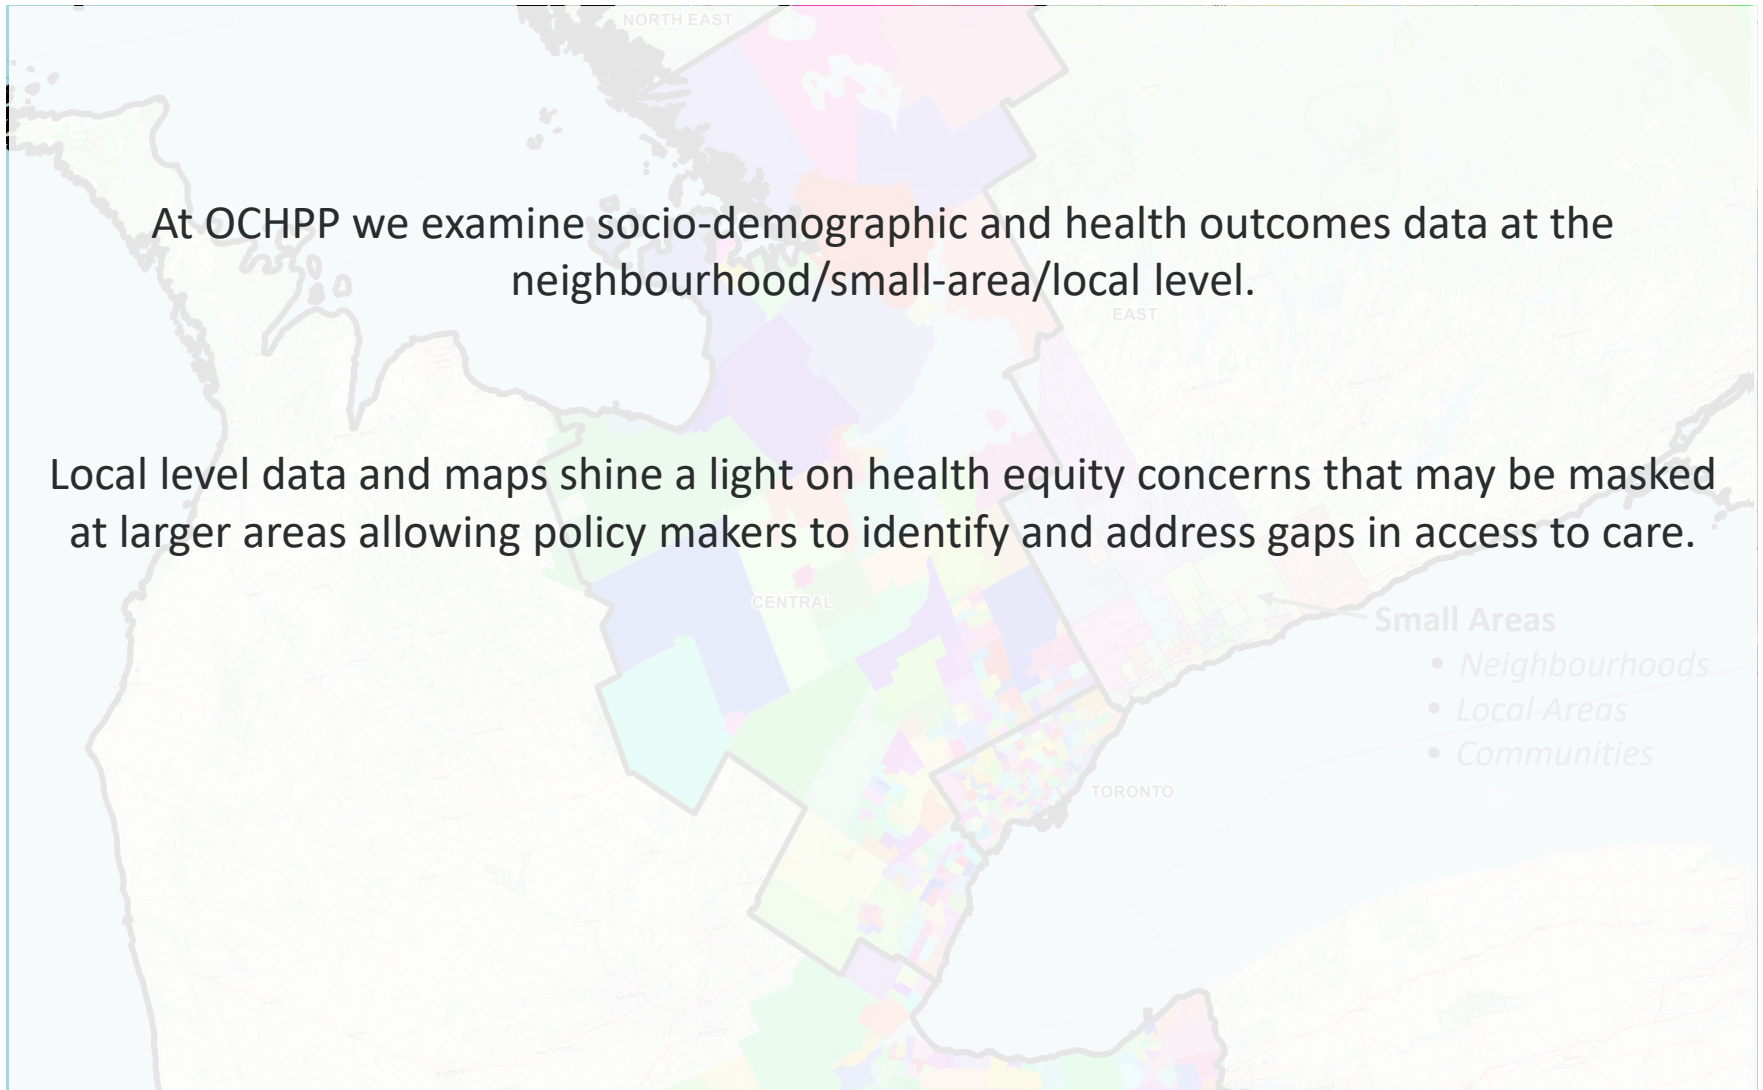 NORTH EAST
At OCHPP we examine socio-demographic and health outcomes data at the
neighbourhood/small-area/local level.
EAST
Local level data and maps shine a light on health equity concerns that may be masked
at larger areas allowing policy makers to identify and address gaps in access to care.
CENTRAL
Small Areas
• Neighbourhoods
• Local Areas
• Communities
TORONTO